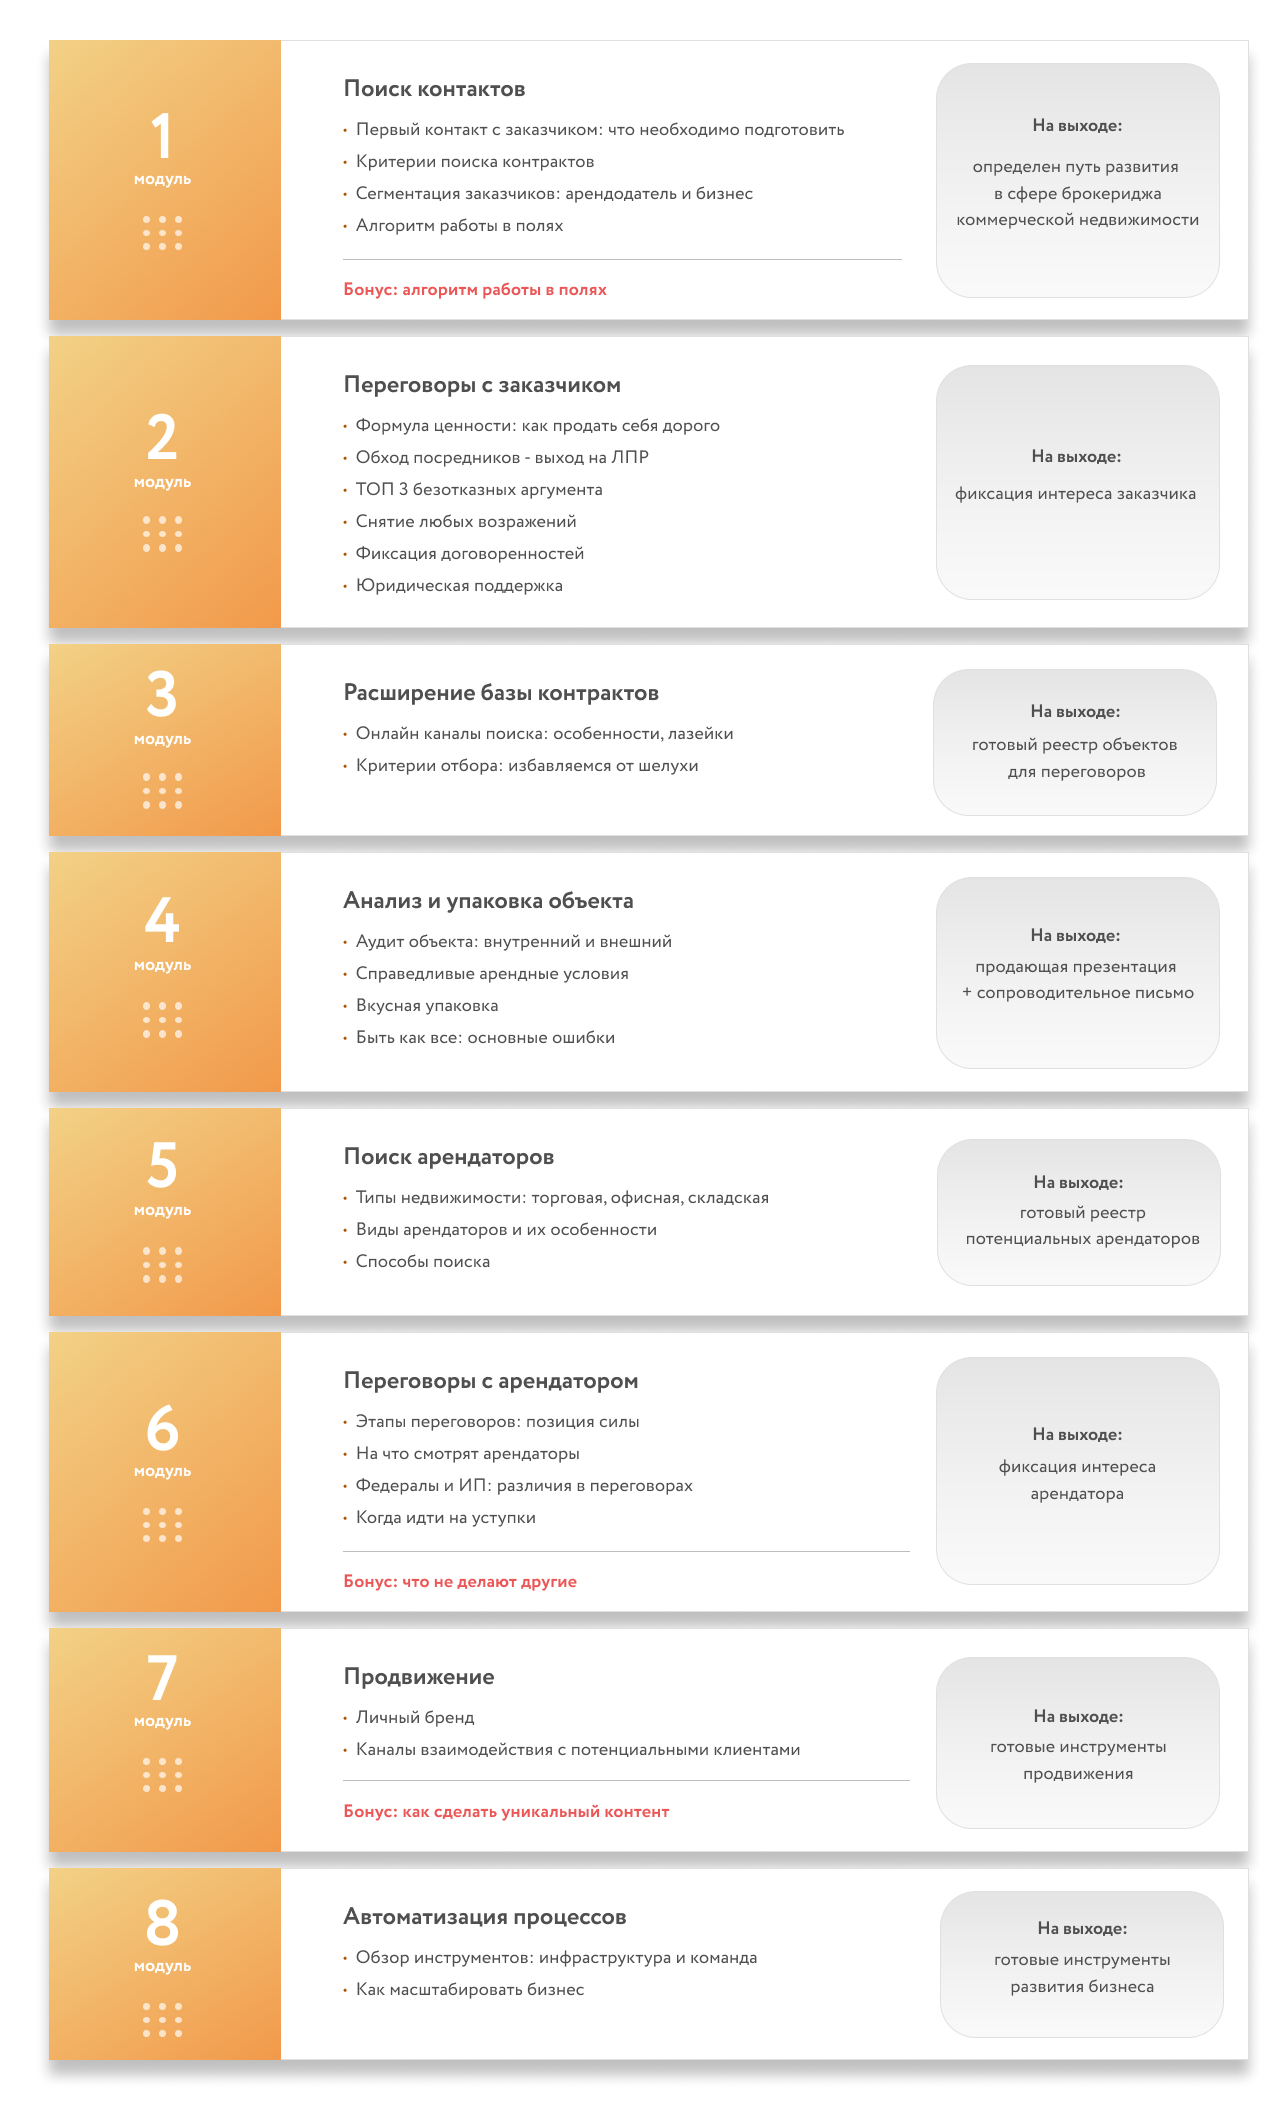 1
модуль
Поиск контактов
• Первый контакт с заказчиком: что необходимо подготовить
• Критерии поиска контрактов
• Сегментация заказчиков: арендодатель и бизнес
• Алгоритм работы в полях
Бонус: алгоритм работы в полях
На выходе:
определен путь развития
в сфере брокериджа
коммерческой недвижимости
2
модуль
Переговоры с заказчиком
• Формула ценности: как продать себя дорого
• Обход посредников - выход на ЛПР
• ТОП 3 безотказных аргумента
• Снятие любых возражений
• Фиксация договоренностей
• Юридическая поддержка
На выходе:
фиксация интереса заказчика
3
модуль
Расширение базы контрактов
• Онлайн каналы поиска: особенности, лазейки
• Критерии отбора: избавляемся от шелухи
На выходе:
готовый реестр объектов
для переговоров
4
модуль
Анализ и упаковка объекта
• Аудит объекта: внутренний и внешний
• Справедливые арендные условия
• Вкусная упаковка
• Быть как все: основные ошибки
На выходе:
продающая презентация
+ сопроводительное письмо
5
модуль
Поиск арендаторов
• Типы недвижимости: торговая, офисная, складская
• Виды арендаторов и их особенности
• Способы поиска
На выходе:
готовый реестр
потенциальных арендаторов
6
модуль
Переговоры с арендатором
• Этапы переговоров: позиция силы
• На что смотрят арендаторы
• Федералы и ИП: различия в переговорах
• Когда идти на уступки
Бонус: что не делают другие
На выходе:
фиксация интереса
арендатора
7
модуль
Продвижение
• Личный бренд
• Каналы взаимодействия с потенциальными клиентами
Бонус: как сделать уникальный контент
На выходе:
готовые инструменты
продвижения
8
модуль
Автоматизация процессов
• Обзор инструментов: инфраструктура и команда
• Как масштабировать бизнес
На выходе:
готовые инструменты
развития бизнеса